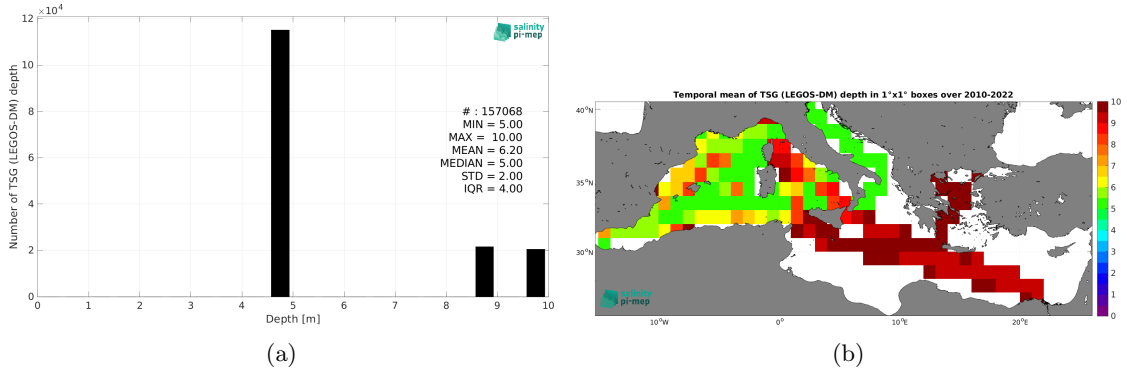 12 ×10⁴
10
8
6
4
2
0
Number of TSG (LEGOS-DM) depth
salinity
pi-mep
# : 157068
MIN = 5.00
MAX = 10.00
MEAN = 6.20
MEDIAN = 5.00
STD = 2.00
IQR = 4.00
0 1 2 3 4 5 6 7 8 9 10
Depth [m]
(a)
Temporal mean of TSG (LEGOS-DM) depth in 1°x1° boxes over 2010-2022
40°N
35°N
30°N
salinity
pi-mep
10°W 0° 10°E 20°E
10
9
8
7
6
5
4
3
2
1
0
(b)